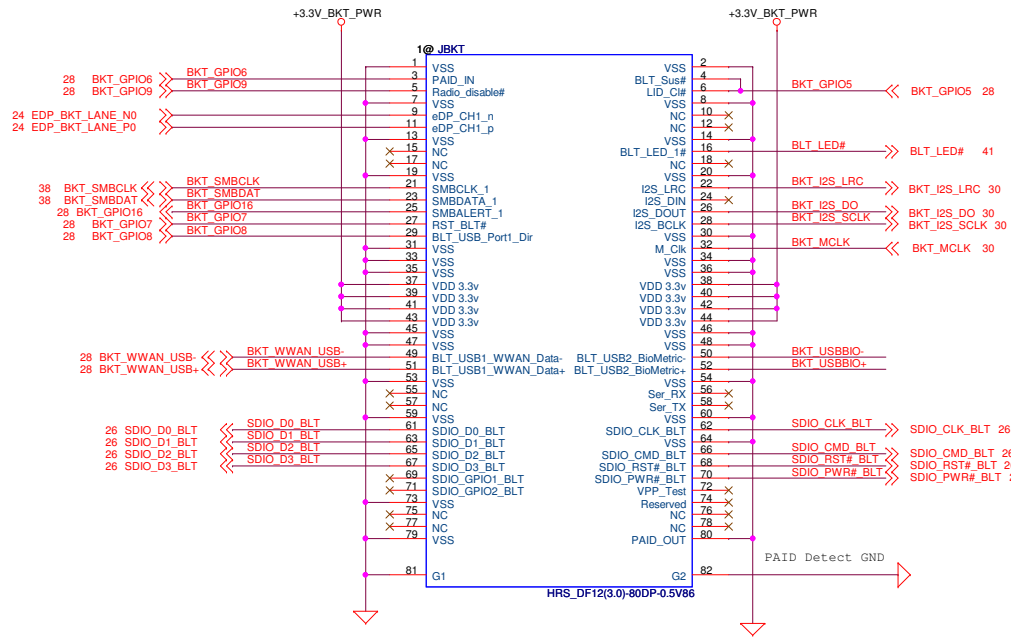 +3.3V_BKT_PWR +3.3V_BKT_PWR
1@ JBKT
1 VSS VSS 2
28 BKT_GPIO6 BKT_GPIO6 3 PAID_IN BLT_Sus# 4
28 BKT_GPIO9 BKT_GPIO9 5 Radio_disable# LID_Cl# 6 BKT_GPIO5 BKT_GPIO5 28
7 VSS VSS 8
24 EDP_BKT_LANE_N0 9 eDP_CH1_n NC 10
24 EDP_BKT_LANE_P0 11 eDP_CH1_p NC 12
13 VSS VSS 14
15 NC BLT_LED_1# 16 BLT_LED# BLT_LED# 41
17 NC NC 18
19 VSS VSS 20
38 BKT_SMBCLK BKT_SMBCLK 21 SMBCLK_1 I2S_LRC 22 BKT_I2S_LRC BKT_I2S_LRC 30
38 BKT_SMBDAT BKT_SMBDAT 23 SMBDATA_1 I2S_DIN 24
28 BKT_GPIO16 BKT_GPIO16 25 SMBALERT_1 I2S_DOUT 26 BKT_I2S_DO BKT_I2S_DO 30
28 BKT_GPIO7 BKT_GPIO7 27 RST_BLT# I2S_BCLK 28 BKT_I2S_SCLK BKT_I2S_SCLK 30
28 BKT_GPIO8 BKT_GPIO8 29 BLT_USB_Port1_Dir VSS 30
31 VSS M_Clk 32 BKT_MCLK BKT_MCLK 30
33 VSS VSS 34
35 VSS VSS 36
37 VDD 3.3v VDD 3.3v 38
39 VDD 3.3v VDD 3.3v 40
41 VDD 3.3v VDD 3.3v 42
43 VDD 3.3v VDD 3.3v 44
45 VSS VSS 46
47 VSS VSS 48
28 BKT_WWAN_USB- BKT_WWAN_USB- 49 BLT_USB1_WWAN_Data- BLT_USB2_BioMetric- 50 BKT_USBBIO-
28 BKT_WWAN_USB+ BKT_WWAN_USB+ 51 BLT_USB1_WWAN_Data+ BLT_USB2_BioMetric+ 52 BKT_USBBIO+
53 VSS VSS 54
55 NC Ser_RX 56
57 NC Ser_TX 58
59 VSS VSS 60
26 SDIO_D0_BLT SDIO_D0_BLT 61 SDIO_D0_BLT SDIO_CLK_BLT 62 SDIO_CLK_BLT SDIO_CLK_BLT 26
26 SDIO_D1_BLT SDIO_D1_BLT 63 SDIO_D1_BLT VSS 64
26 SDIO_D2_BLT SDIO_D2_BLT 65 SDIO_D2_BLT SDIO_CMD_BLT 66 SDIO_CMD_BLT SDIO_CMD_BLT
26 SDIO_D3_BLT SDIO_D3_BLT 67 SDIO_D3_BLT SDIO_RST#_BLT 68 SDIO_RST#_BLT SDIO_RST#_BLT
69 SDIO_GPIO1_BLT SDIO_PWR#_BLT 70 SDIO_PWR#_BLT SDIO_PWR#_BLT
71 SDIO_GPIO2_BLT VPP_Test 72
73 VSS Reserved 74
75 NC NC 76
77 NC NC 78
79 VSS PAID_OUT 80
PAID Detect GND
81 G1 G2 82
HRS_DF12(3.0)-80DP-0.5V86